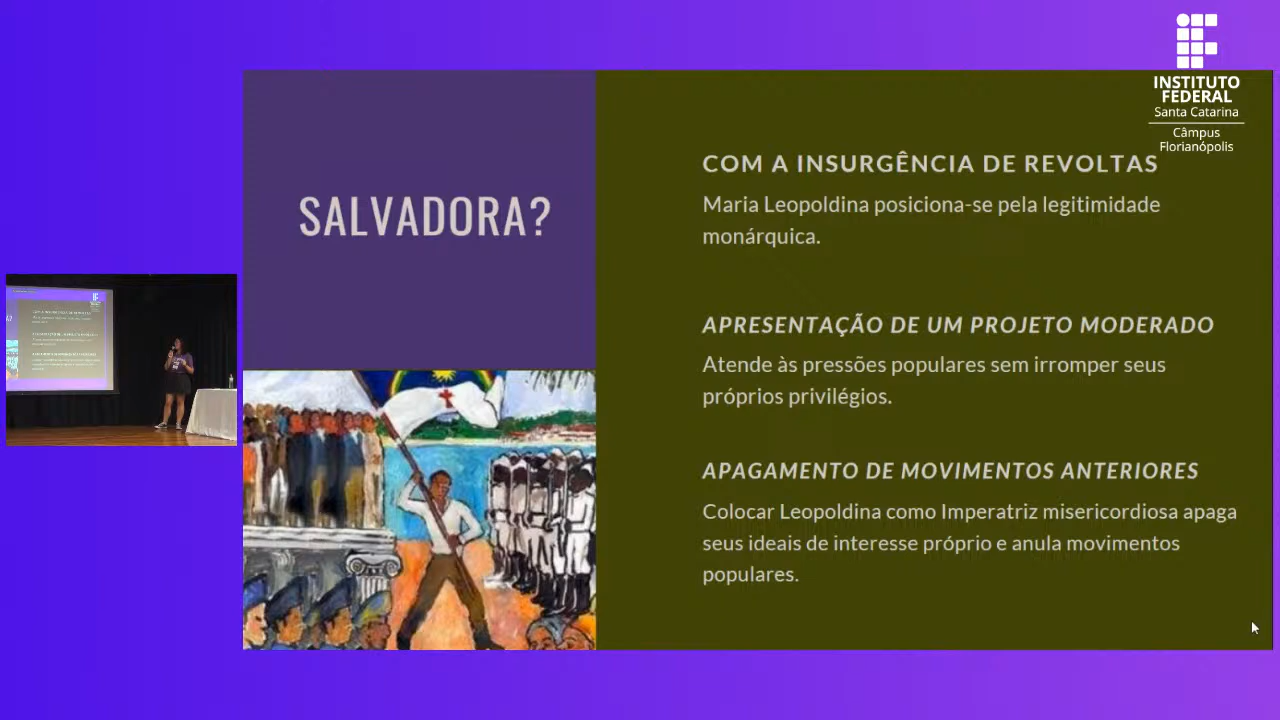 INSTITUTO
FEDERAL
Santa Catarina
Câmpus
Florianópolis
SALVADORA?
COM A INSURGÊNCIA DE REVOLTAS
Maria Leopoldina posiciona-se pela legitimidade
monárquica.
APRESENTAÇÃO DE UM PROJETO MODERADO
Atende às pressões populares sem irromper seus
próprios privilégios.
APAGAMENTO DE MOVIMENTOS ANTERIORES
Colocar Leopoldina como Imperatriz misericordiosa apaga
seus ideais de interesse próprio e anula movimentos
populares.